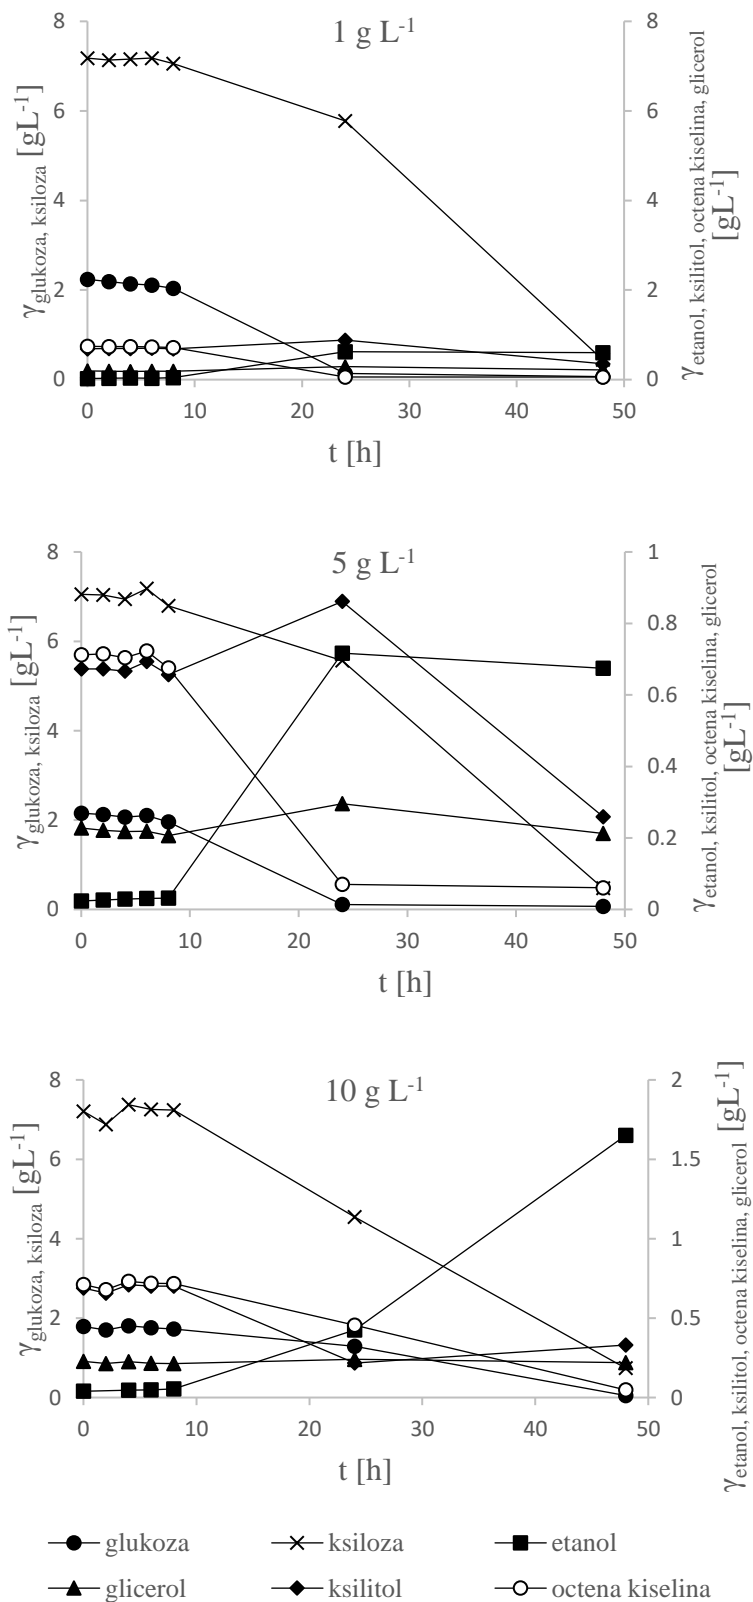 1 g L-1
γglukoza, ksiloza [gL-1]
8
6
4
2
0
8
6
4
2
0
γetanol, ksilitol, octena kiselina, glicerol
[gL-1]
0 10 20 30 40 50
t [h]
5 g L-1
γglukoza, ksiloza [gL-1]
8
6
4
2
0
1
0.8
0.6
0.4
0.2
0
γetanol, ksilitol, octena kiselina, glicerol
[gL-1]
0 10 20 30 40 50
t [h]
10 g L-1
γglukoza, ksiloza [gL-1]
8
6
4
2
0
2
1.5
1
0.5
0
γetanol, ksilitol, octena kiselina, glicerol [gL-1]
0 10 20 30 40 50
t [h]
glukoza ksiloza etanol
glicerol ksilitol octena kiselina